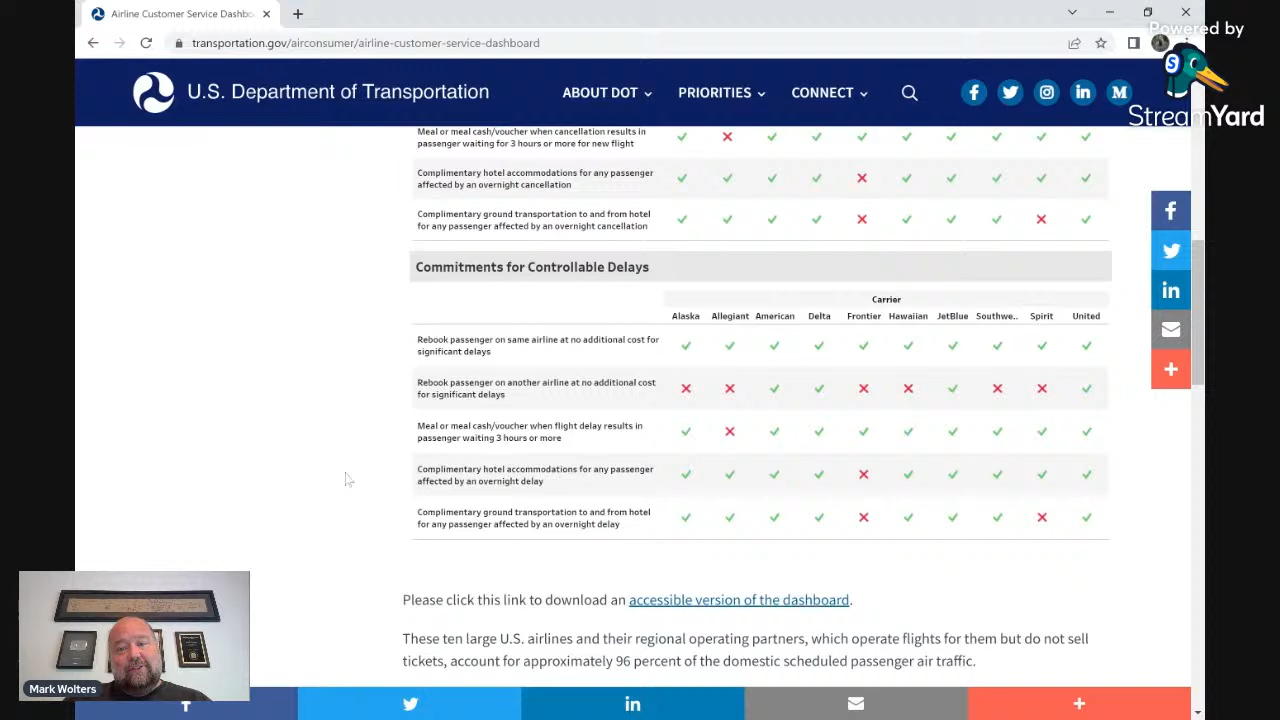 Airline Customer Service Dashbo
transportation.gov/airconsumer/airline-customer-service-dashboard
Powered by
StreamYard
U.S. Department of Transportation
ABOUT DOT
PRIORITIES
CONNECT
Meal or meal cash/voucher when cancellation results in
passenger waiting for 3 hours or more for new flight
Complimentary hotel accommodations for any passenger
affected by an overnight cancellation
Complimentary ground transportation to and from hotel
for any passenger affected by an overnight cancellation
Commitments for Controllable Delays
Carrier
Alaska Allegiant American Delta Frontier Hawaiian JetBlue Southwe.. Spirit United
Rebook passenger on same airline at no additional cost for
significant delays
Rebook passenger on another airline at no additional cost
for significant delays
Meal or meal cash/voucher when flight delay results in
passenger waiting 3 hours or more
Complimentary hotel accommodations for any passenger
affected by an overnight delay
Complimentary ground transportation to and from hotel
for any passenger affected by an overnight delay
Please click this link to download an accessible version of the dashboard.
These ten large U.S. airlines and their regional operating partners, which operate flights for them but do not sell
tickets, account for approximately 96 percent of the domestic scheduled passenger air traffic.
Mark Wolters